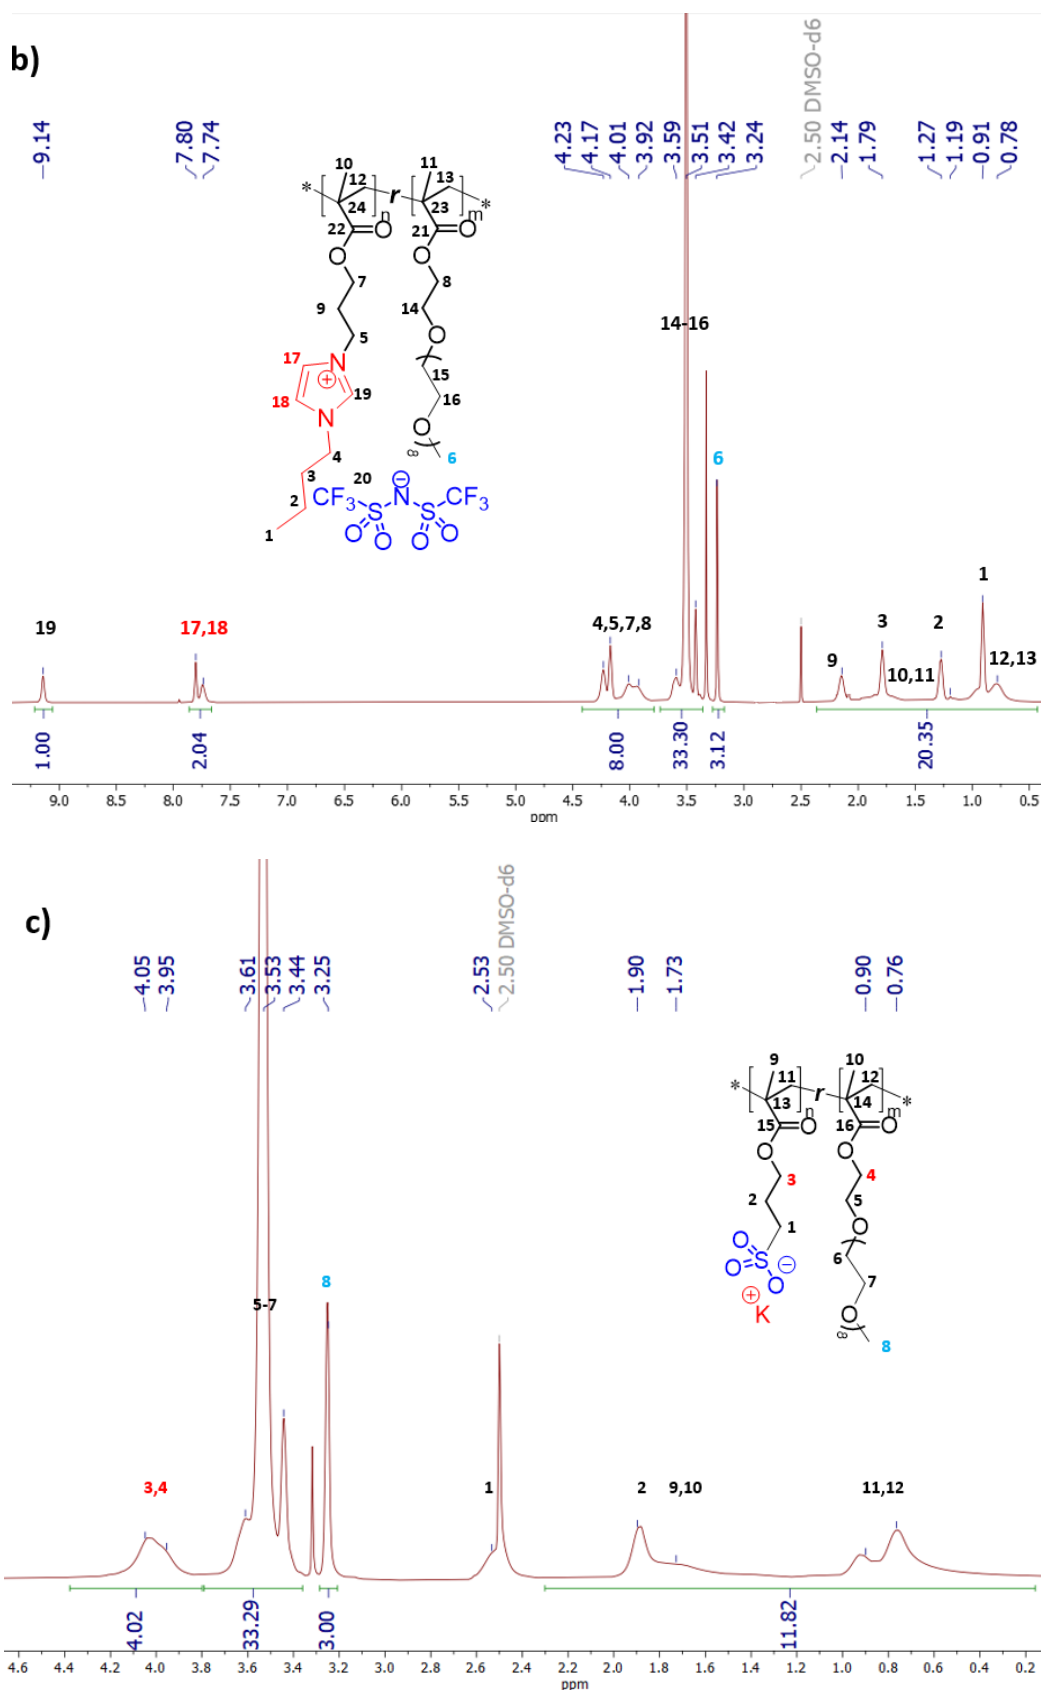 b)
9.14
7.80
7.74
4.23
4.17
4.01
3.92
3.59
3.51
3.42
3.24
2.50 DMSO-d6
2.14
1.79
1.27
1.19
0.91
0.78
10 11
* 12 r 13 *
24 n 23 m
22 O 21 O
O O
7 8
9 14
5 O
17 N 15
⊕ 19 16
18 N O
4 8 6
3 20 ⊖
2 CF3 S N S CF3
1 O O O O
14-16
6
19
17,18
4,5,7,8
9
3
10,11
2
1
12,13
1.00
2.04
8.00
33.30
3.12
20.35
9.0 8.5 8.0 7.5 7.0 6.5 6.0 5.5 5.0 4.5 4.0 3.5 3.0 2.5 2.0 1.5 1.0 0.5
ppm
c)
4.05
3.95
3.61
3.53
3.44
3.25
2.53
2.50 DMSO-d6
1.90
1.73
0.90
0.76
9 10
* 11 r 12 *
13 n 14 m
15 O 16 O
O O
3 4
2 5
1 O
O 6
O S ⊖ 7
O O
⊕ 8
K 8
5-7
8
3,4
1
2
9,10
11,12
4.02
33.29
3.00
11.82
4.6 4.4 4.2 4.0 3.8 3.6 3.4 3.2 3.0 2.8 2.6 2.4 2.2 2.0 1.8 1.6 1.4 1.2 1.0 0.8 0.6 0.4 0.2
ppm